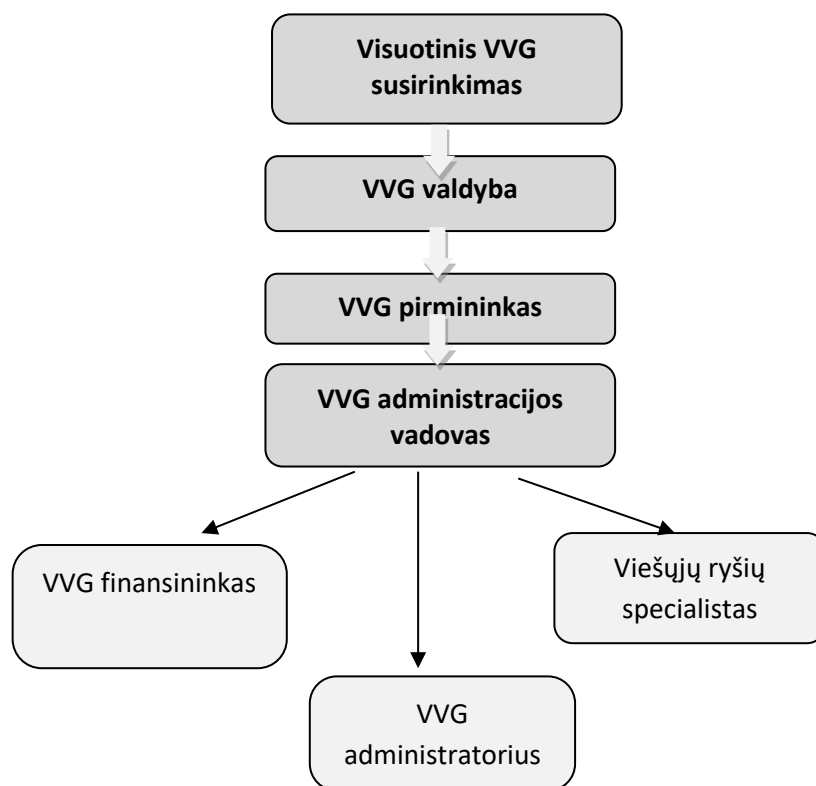 Visuotinis VVG
susirinkimas
VVG valdyba
VVG pirmininkas
VVG administracijos
vadovas
VVG finansininkas
Viešųjų ryšių
specialistas
VVG
administratorius